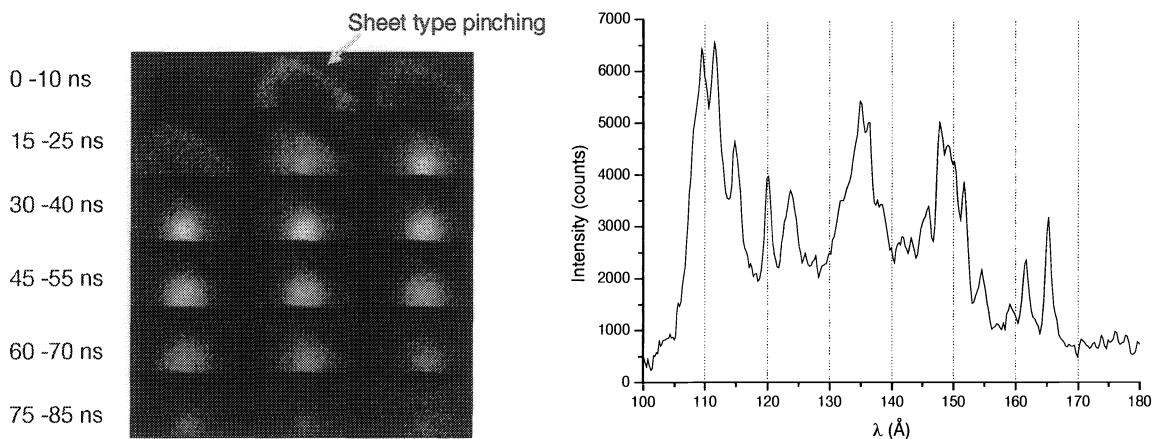 Sheet type pinching
0 -10 ns
15 -25 ns
30 -40 ns
45 -55 ns
60 -70 ns
75 -85 ns
7000
6000
5000
4000
3000
2000
1000
0
Intensity (counts)
100 110 120 130 140 150 160 170 180
λ (Å)